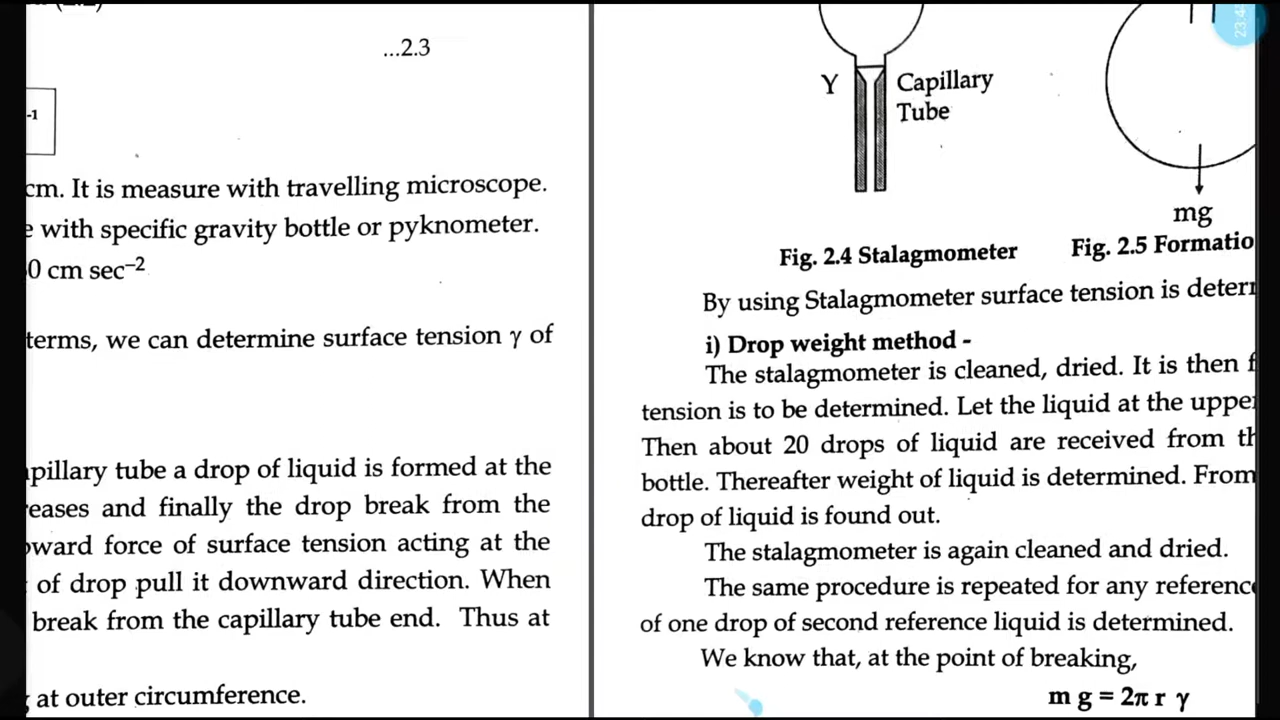 ...2.3
-1
cm. It is measure with travelling microscope.
with specific gravity bottle or pyknometer.
0 cm sec⁻²
terms, we can determine surface tension γ of
pillary tube a drop of liquid is formed at the
eases and finally the drop break from the
ward force of surface tension acting at the
of drop pull it downward direction. When
break from the capillary tube end. Thus at
at outer circumference.
Y Capillary
Tube
mg
Fig. 2.4 Stalagmometer Fig. 2.5 Formatio
By using Stalagmometer surface tension is deter
i) Drop weight method -
The stalagmometer is cleaned, dried. It is then f
tension is to be determined. Let the liquid at the upper
Then about 20 drops of liquid are received from th
bottle. Thereafter weight of liquid is determined. From
drop of liquid is found out.
The stalagmometer is again cleaned and dried.
The same procedure is repeated for any referenc
of one drop of second reference liquid is determined.
We know that, at the point of breaking,
m g = 2π r γ